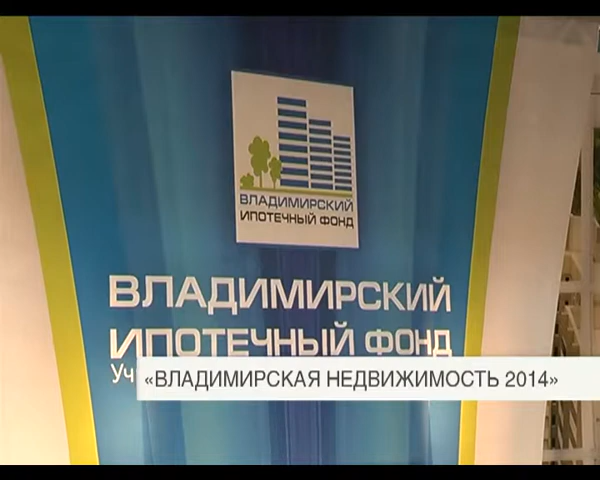 ВЛАДИМИРСКИЙ
ИПОТЕЧНЫЙ ФОНД
ВЛАДИМИРСКИЙ
ИПОТЕЧНЫЙ ФОНД
«ВЛАДИМИРСКАЯ НЕДВИЖИМОСТЬ 2014»